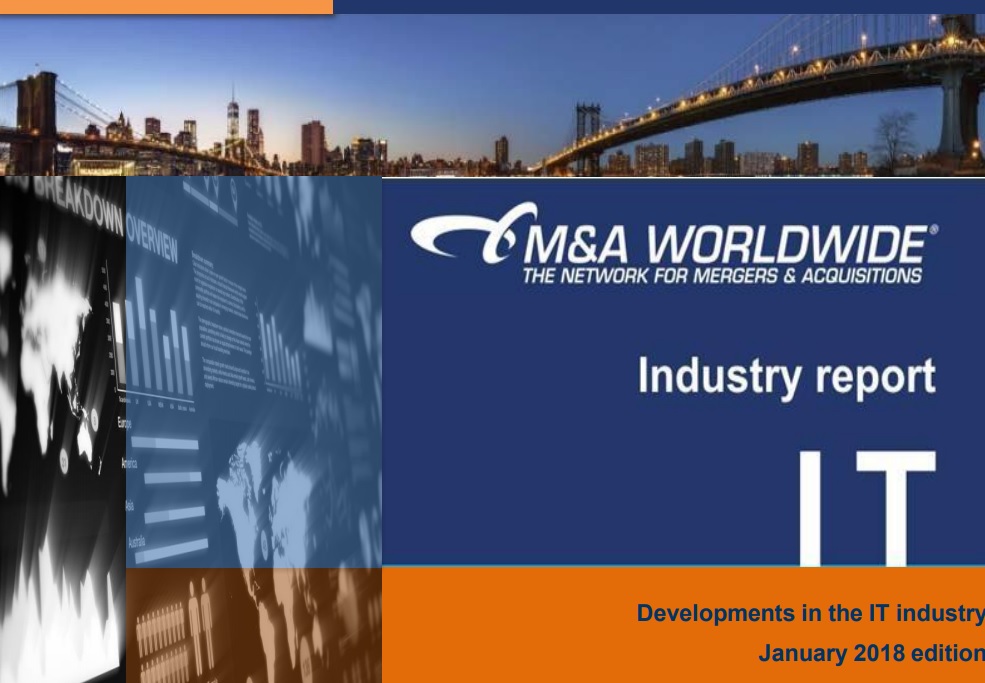 BREAKDOWN
OVERVIEW
M&A WORLDWIDE®
THE NETWORK FOR MERGERS & ACQUISITIONS
Industry report
IT
Europe
America
Asia
Australia
Developments in the IT industry
January 2018 edition